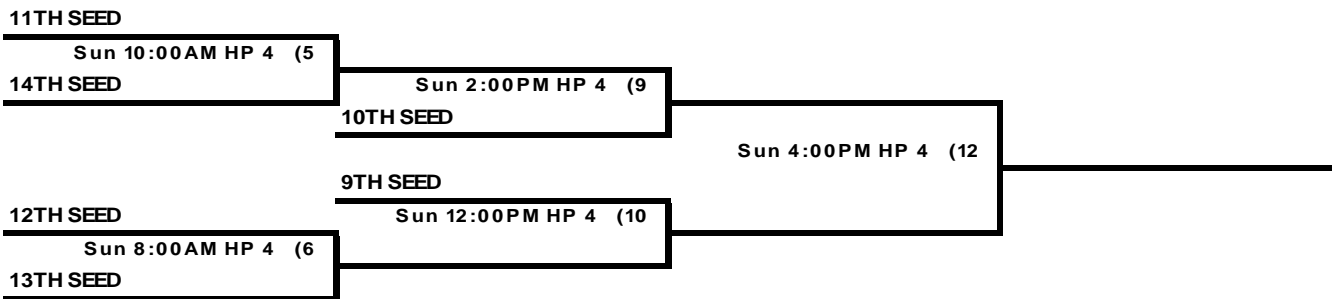 11TH SEED
Sun 10:00AM HP 4 (5
14TH SEED
Sun 2:00PM HP 4 (9
10TH SEED
Sun 4:00PM HP 4 (12
9TH SEED
12TH SEED
Sun 12:00PM HP 4 (10
Sun 8:00AM HP 4 (6
13TH SEED